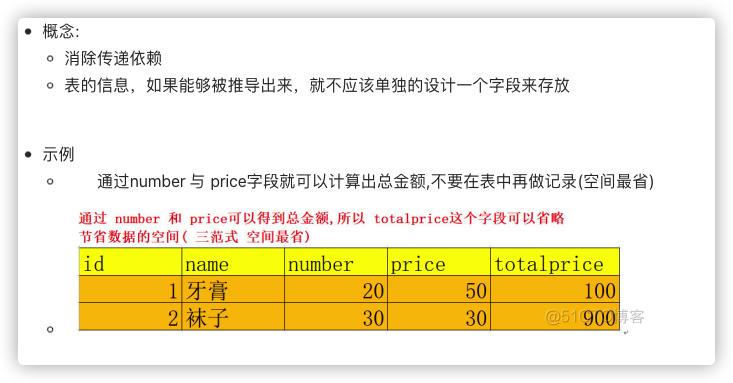 概念:
消除传递依赖
表的信息，如果能够被推导出来，就不应该单独的设计一个字段来存放
示例
通过number 与 price字段就可以计算出总金额,不要在表中再做记录(空间最省)
通过 number 和 price可以得到总金额,所以 totalprice这个字段可以省略
节省数据的空间( 三范式 空间最省)
id name number price totalprice
1 牙膏 20 50 100
2 袜子 30 30 900